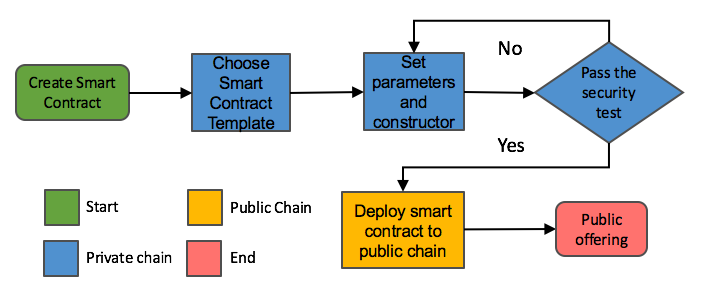 Create Smart
Contract
Choose
Smart
Contract
Template
Set
parameters
and
constructor
No
Pass the
security
test
Yes
Deploy smart
contract to
public chain
Public
offering
Start
Public Chain
Private chain
End